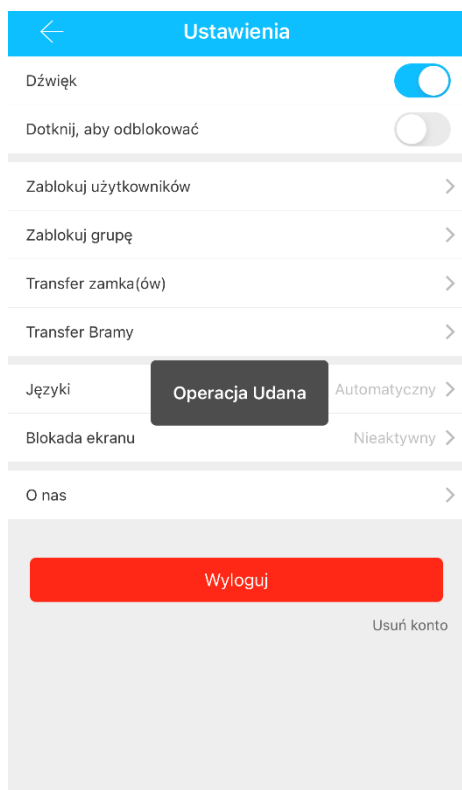 Ustawienia
Dźwięk
Dotknij, aby odblokować
Zablokuj użytkowników
Zablokuj grupę
Transfer zamka(ów)
Transfer Bramy
Języki Automatyczny
Operacja Udana
Blokada ekranu Nieaktywny
O nas
Wyloguj
Usuń konto